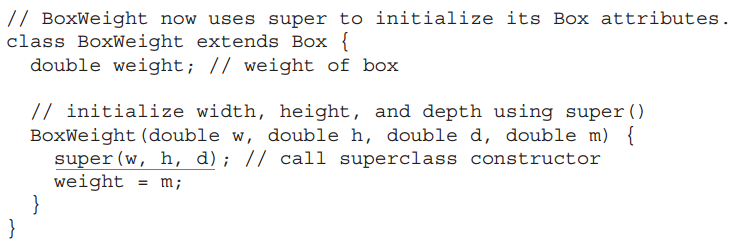 // BoxWeight now uses super to initialize its Box attributes.
class BoxWeight extends Box {
  double weight; // weight of box

  // initialize width, height, and depth using super()
  BoxWeight(double w, double h, double d, double m) {
    super(w, h, d); // call superclass constructor
    weight = m;
  }
}